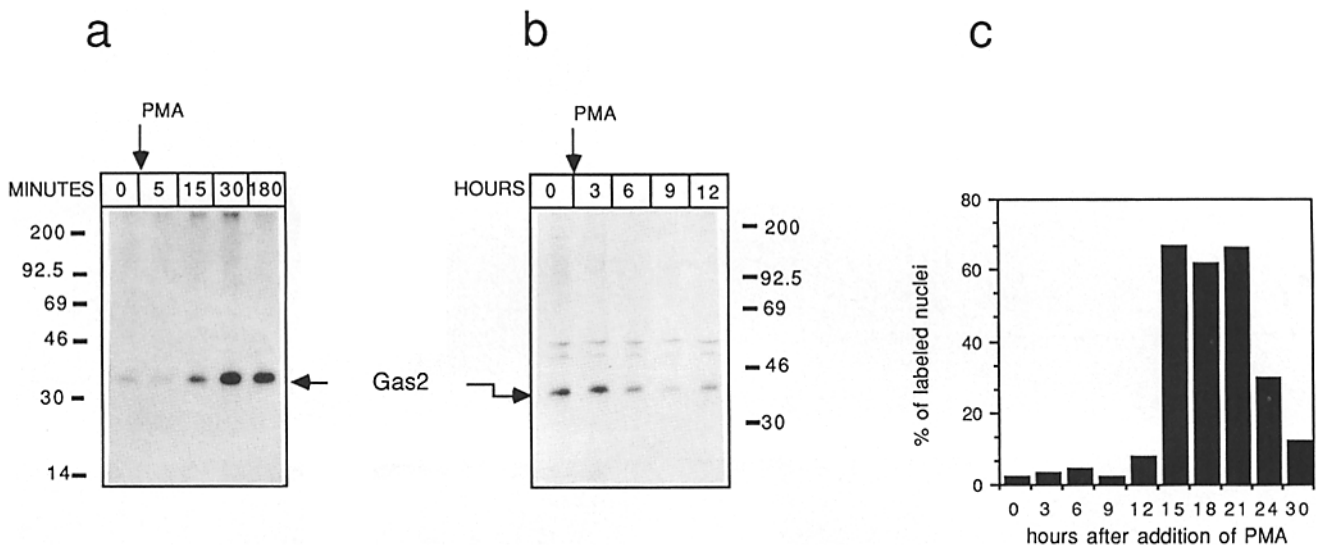 a
PMA
MINUTES 0 5 15 30 180
200
92.5
69
46
30
14
Gas2
b
PMA
HOURS 0 3 6 9 12
200
92.5
69
46
30
c
% of labeled nuclei
80
60
40
20
0
0 3 6 9 12 15 18 21 24 30
hours after addition of PMA